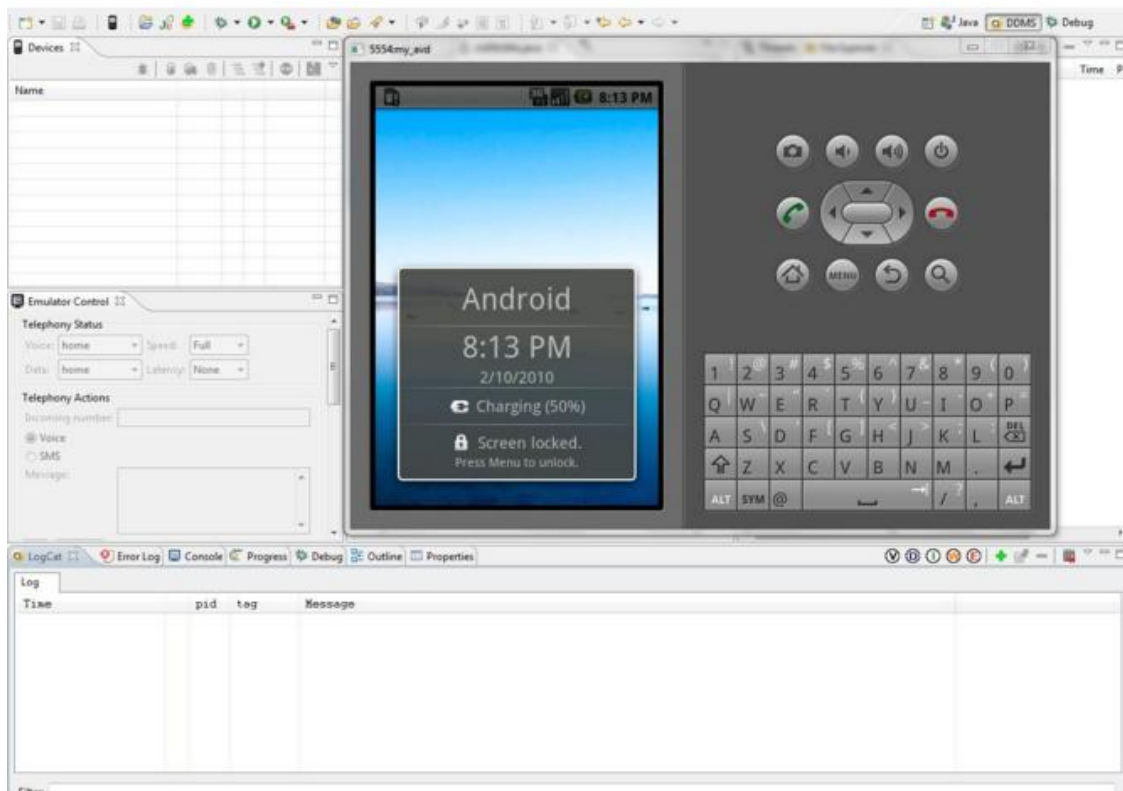 Java DDMS Debug
Devices
Name
5554:my_avd
Time P
8:13 PM
Android
8:13 PM
2/10/2010
Charging (50%)
Screen locked.
Press Menu to unlock.
MENU
1 ! 2 @ 3 # 4 $ 5 % 6 ^ 7 & 8 * 9 ( 0 )
Q W E R T Y U I O P
A S D F G H J K L DEL
Z X C V B N M .
ALT SYM @ / ? , ALT
Emulator Control
Telephony Status
Voice: home Speed: Full
Data: home Latency: None
Telephony Actions
Incoming number:
Voice
SMS
Message:
LogCat Error Log Console Progress Debug Outline Properties
V D I W E
Log
Time pid tag Message
Filter